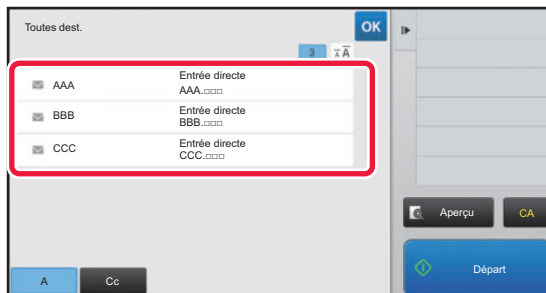 Toutes dest.
OK
3
AAA
Entrée directe
AAA.□□□
BBB
Entrée directe
BBB.□□□
CCC
Entrée directe
CCC.□□□
Aperçu
CA
A
Cc
Départ